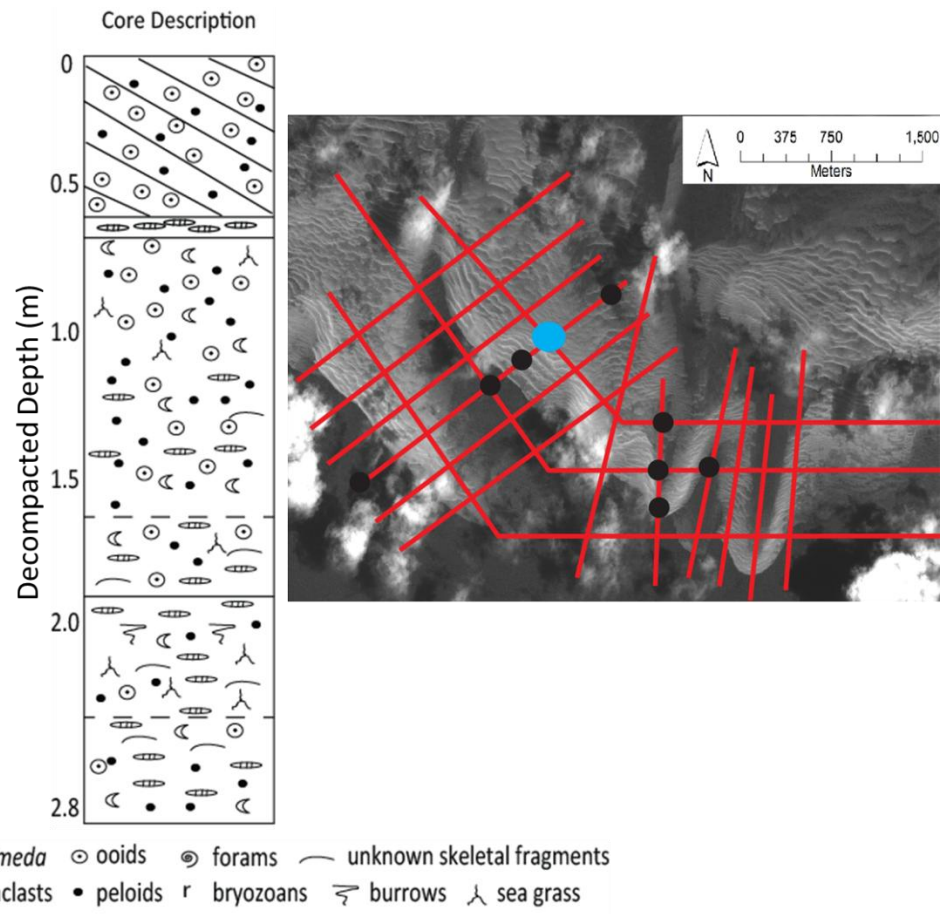 Core Description
0
0.5
1.0
1.5
2.0
2.8
Decompacted Depth (m)
N
0 375 750 1,500
Meters
meda ooids forams unknown skeletal fragments
clasts peloids r bryozoans burrows sea grass